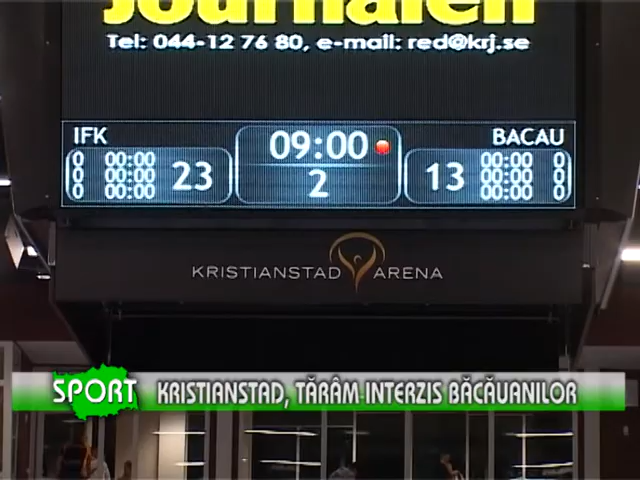 Journalen
Tel: 044-12 76 80, e-mail: red@krj.se
IFK 09:00 BACAU
0 00:00 23 2 13 00:00 0
0 00:00 00:00 0
0 00:00 00:00 0
KRISTIANSTAD ARENA
SPORT KRISTIANSTAD, TĂRÂM INTERZIS BĂCĂUANILOR